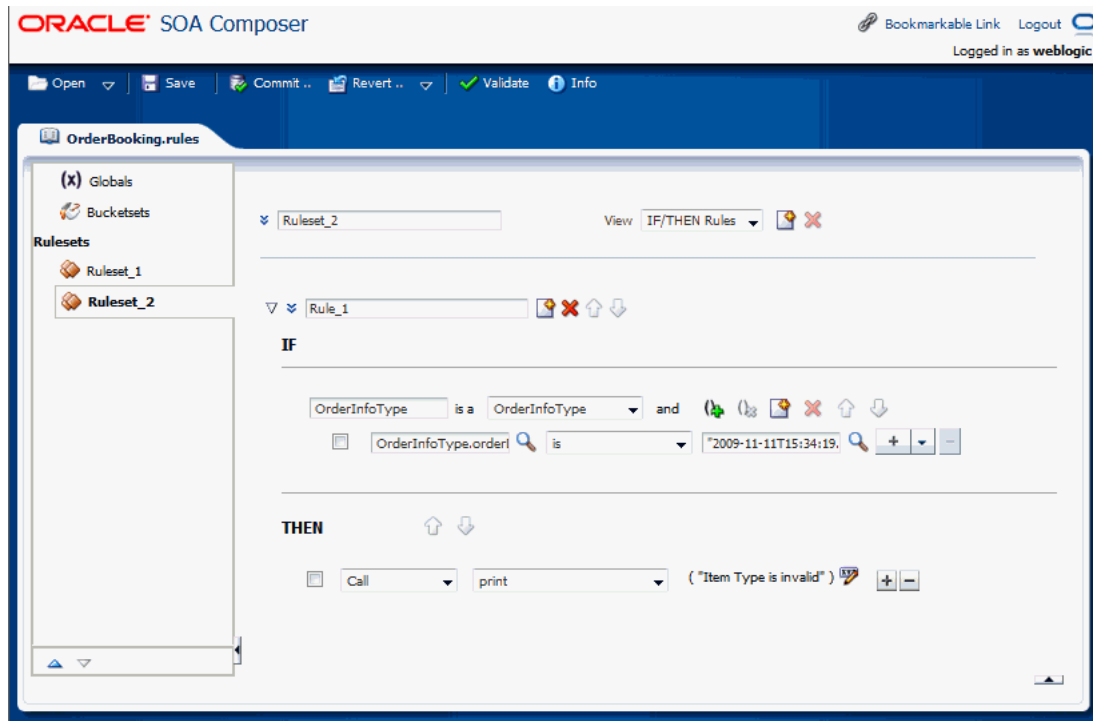 ORACLE SOA Composer
Bookmarkable Link Logout
Logged in as weblogic
Open Save Commit .. Revert .. Validate Info
OrderBooking.rules
(x) Globals
Bucketsets
Rulesets
Ruleset_1
Ruleset_2
Ruleset_2 View IF/THEN Rules
Rule_1
IF
OrderInfoType is a OrderInfoType and
OrderInfoType.orderI is "2009-11-11T15:34:19.
THEN
Call print ( "Item Type is invalid" )